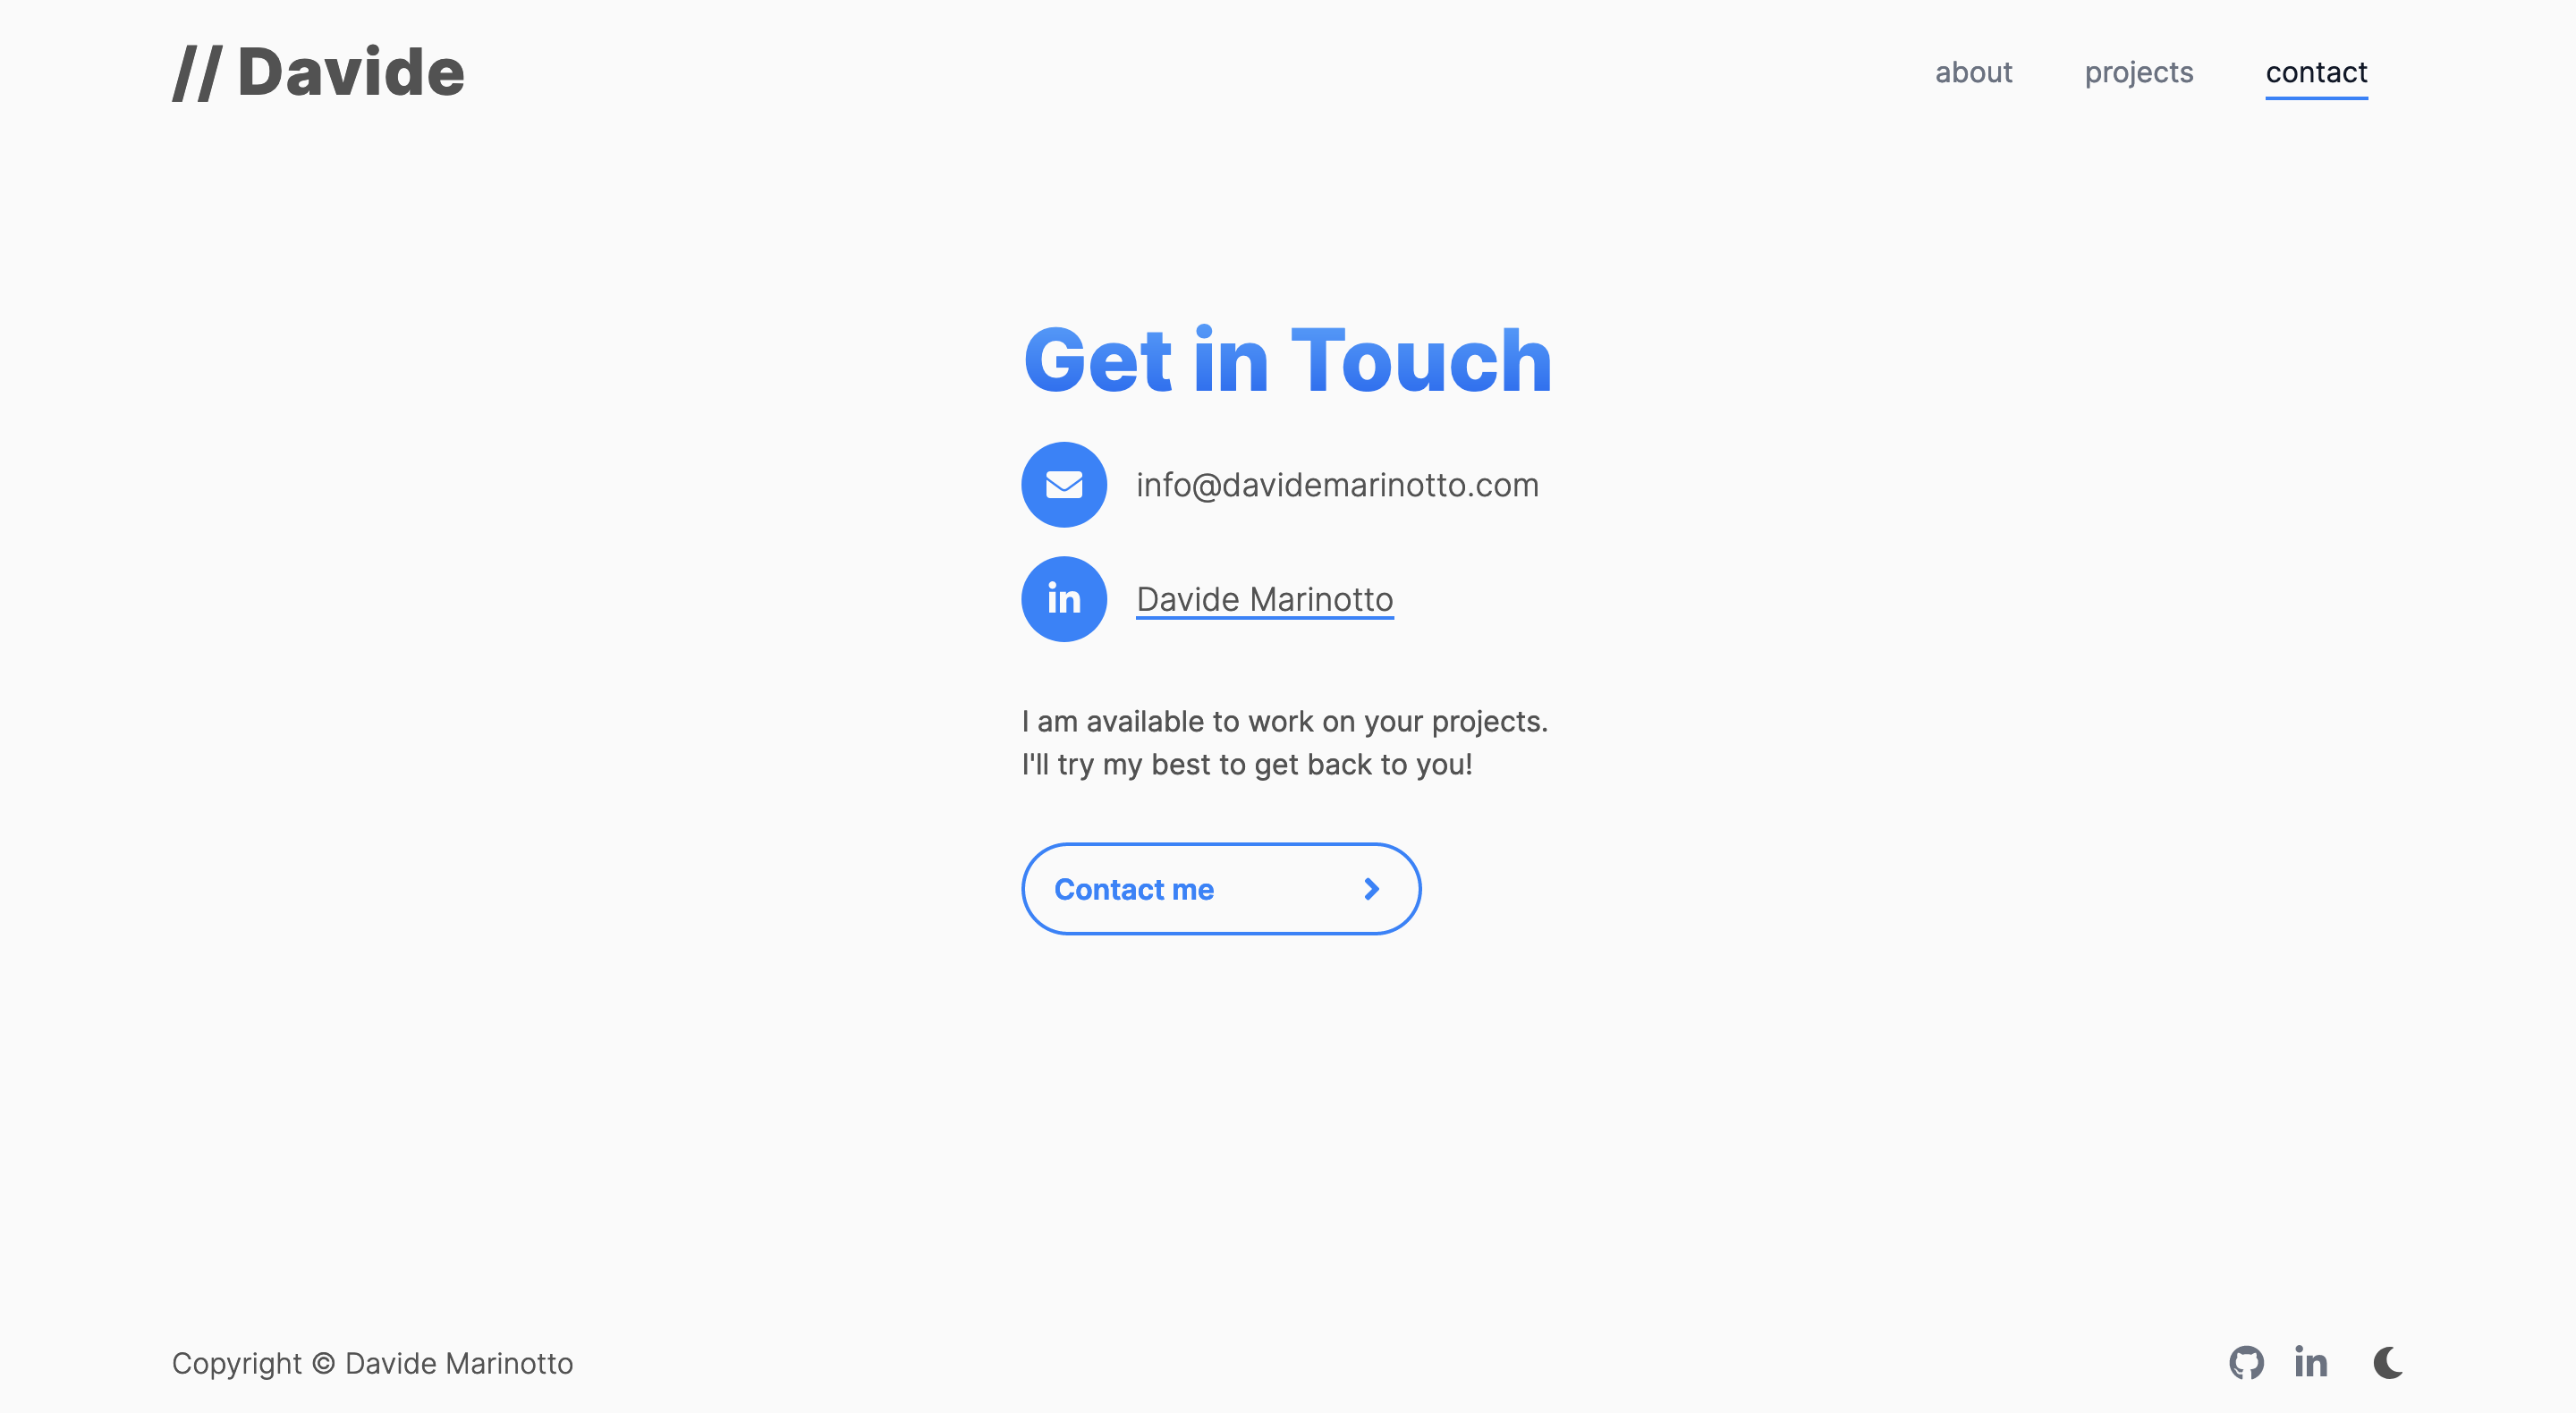 // Davide
about
projects
contact
Get in Touch
info@davidemarinotto.com
in
Davide Marinotto
I am available to work on your projects.
I'll try my best to get back to you!
Contact me
Copyright © Davide Marinotto
in